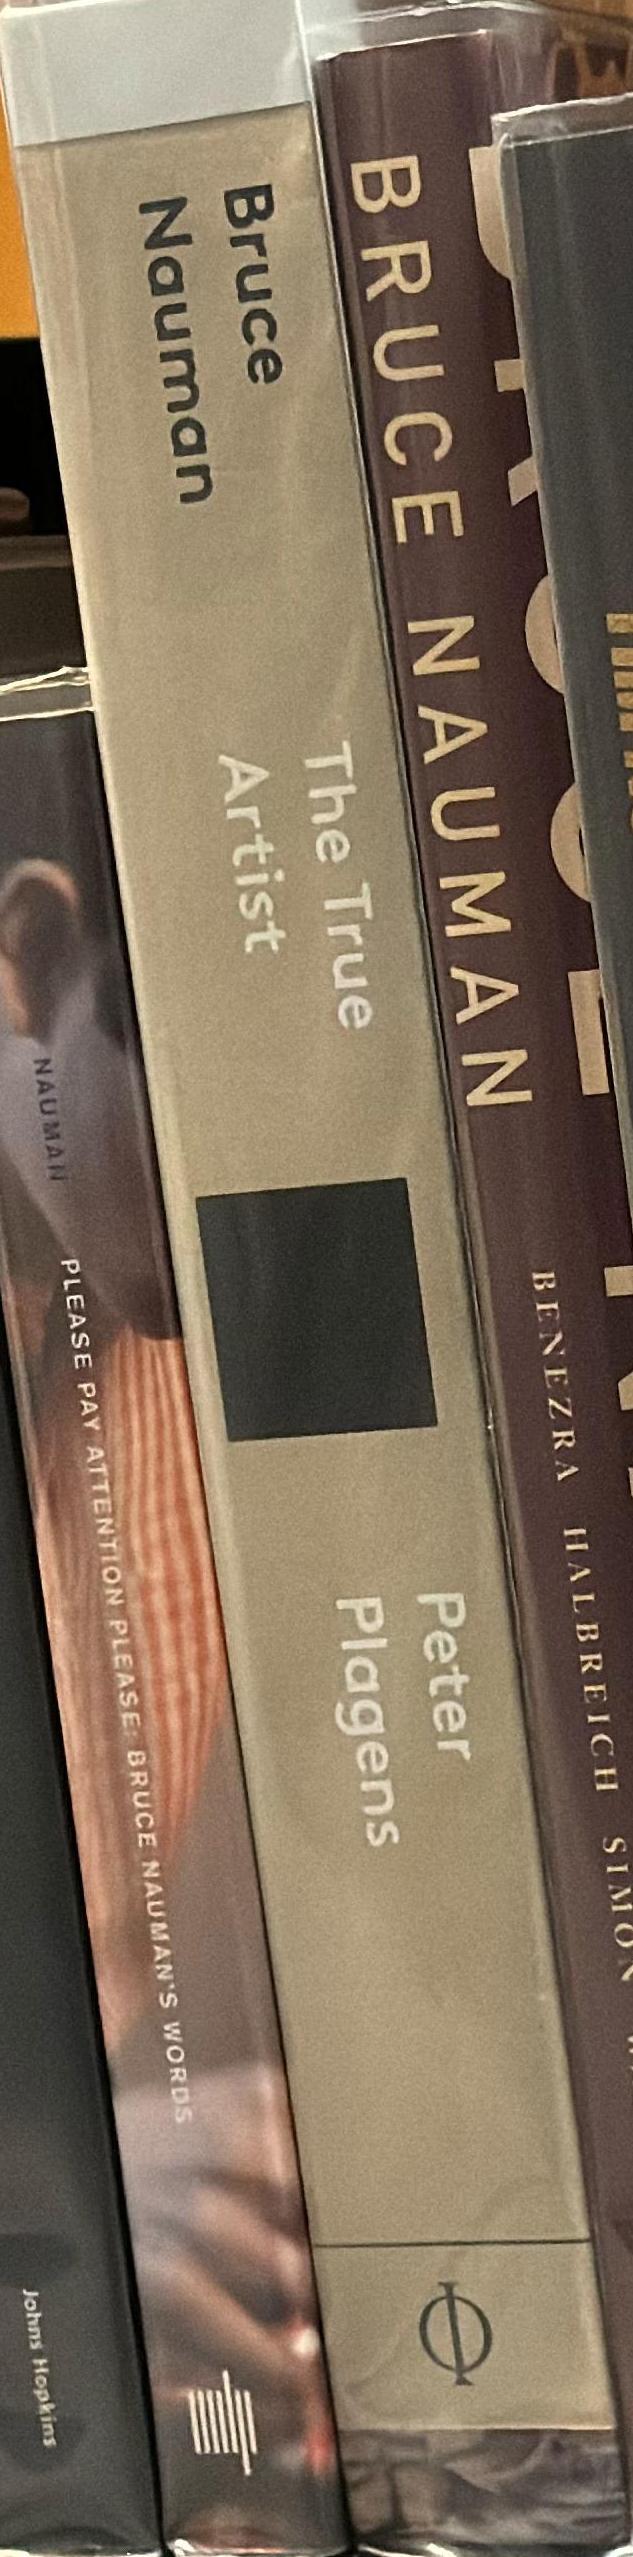 Johns Hopkins
NAUMAN
PLEASE PAY ATTENTION PLEASE: BRUCE NAUMAN'S WORDS
Bruce
Nauman
The True
Artist
Peter
Plagens
BRUCE NAUMAN
BENEZRA HALBREICH SIMON